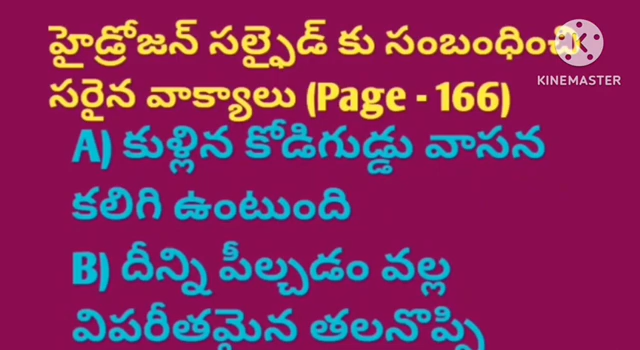 హైడ్రోజన్ సల్ఫైడ్ కు సంబంధించి
KINEMASTER
సరైన వాక్యాలు (Page - 166)
A) కుళ్లిన కోడిగుడ్డు వాసన
కలిగి ఉంటుంది
B) దీన్ని పీల్చడం వల్ల
విపరీతమైన తలనొప్పి